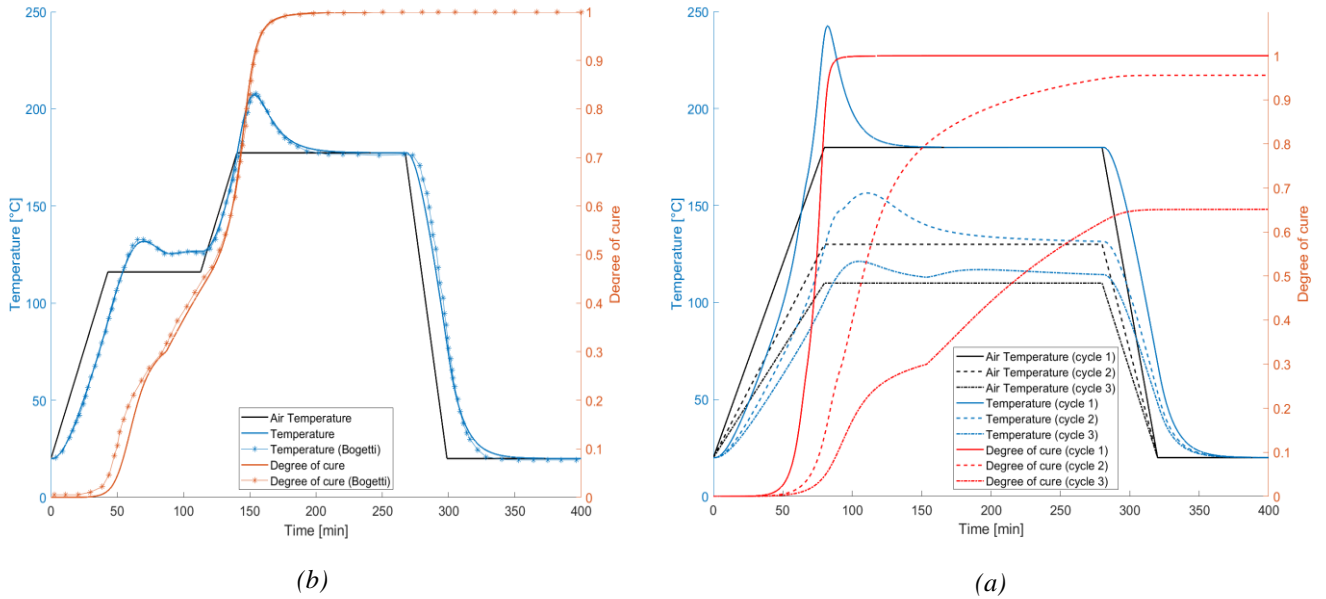 250
200
150
100
50
0
Temperature [°C]
1
0.9
0.8
0.7
0.6
0.5
0.4
0.3
0.2
0.1
0
Degree of cure
0 50 100 150 200 250 300 350 400
Time [min]
Air Temperature
Temperature
Temperature (Bogetti)
Degree of cure
Degree of cure (Bogetti)
(b)
250
200
150
100
50
0
Temperature [°C]
1
0.9
0.8
0.7
0.6
0.5
0.4
0.3
0.2
0.1
0
Degree of cure
0 50 100 150 200 250 300 350 400
Time [min]
Air Temperature (cycle 1)
Air Temperature (cycle 2)
Air Temperature (cycle 3)
Temperature (cycle 1)
Temperature (cycle 2)
Temperature (cycle 3)
Degree of cure (cycle 1)
Degree of cure (cycle 2)
Degree of cure (cycle 3)
(a)